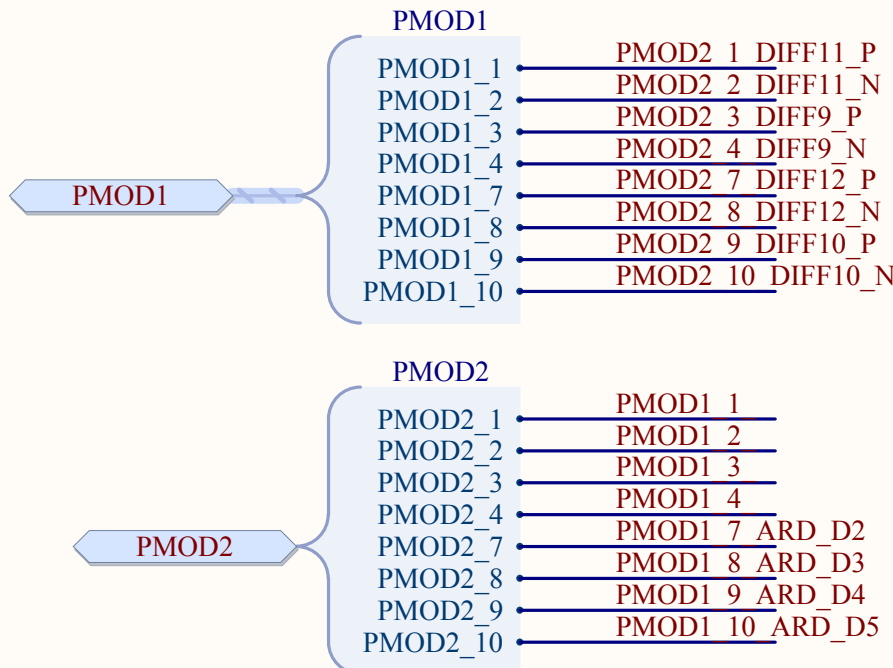 PMOD1
PMOD1_1 PMOD2_1_DIFF11_P
PMOD1_2 PMOD2_2_DIFF11_N
PMOD1_3 PMOD2_3_DIFF9_P
PMOD1_4 PMOD2_4_DIFF9_N
PMOD1
PMOD1_7 PMOD2_7_DIFF12_P
PMOD1_8 PMOD2_8_DIFF12_N
PMOD1_9 PMOD2_9_DIFF10_P
PMOD1_10 PMOD2_10_DIFF10_N
PMOD2
PMOD2_1 PMOD1_1
PMOD2_2 PMOD1_2
PMOD2_3 PMOD1_3
PMOD2_4 PMOD1_4
PMOD2
PMOD2_7 PMOD1_7_ARD_D2
PMOD2_8 PMOD1_8_ARD_D3
PMOD2_9 PMOD1_9_ARD_D4
PMOD2_10 PMOD1_10_ARD_D5